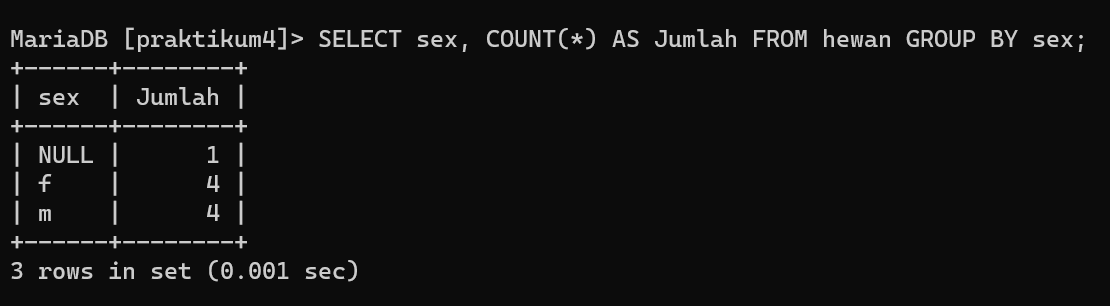 MariaDB [praktikum4]> SELECT sex, COUNT(*) AS Jumlah FROM hewan GROUP BY sex;
+------+--------+
| sex  | Jumlah |
+------+--------+
| NULL |      1 |
| f    |      4 |
| m    |      4 |
+------+--------+
3 rows in set (0.001 sec)